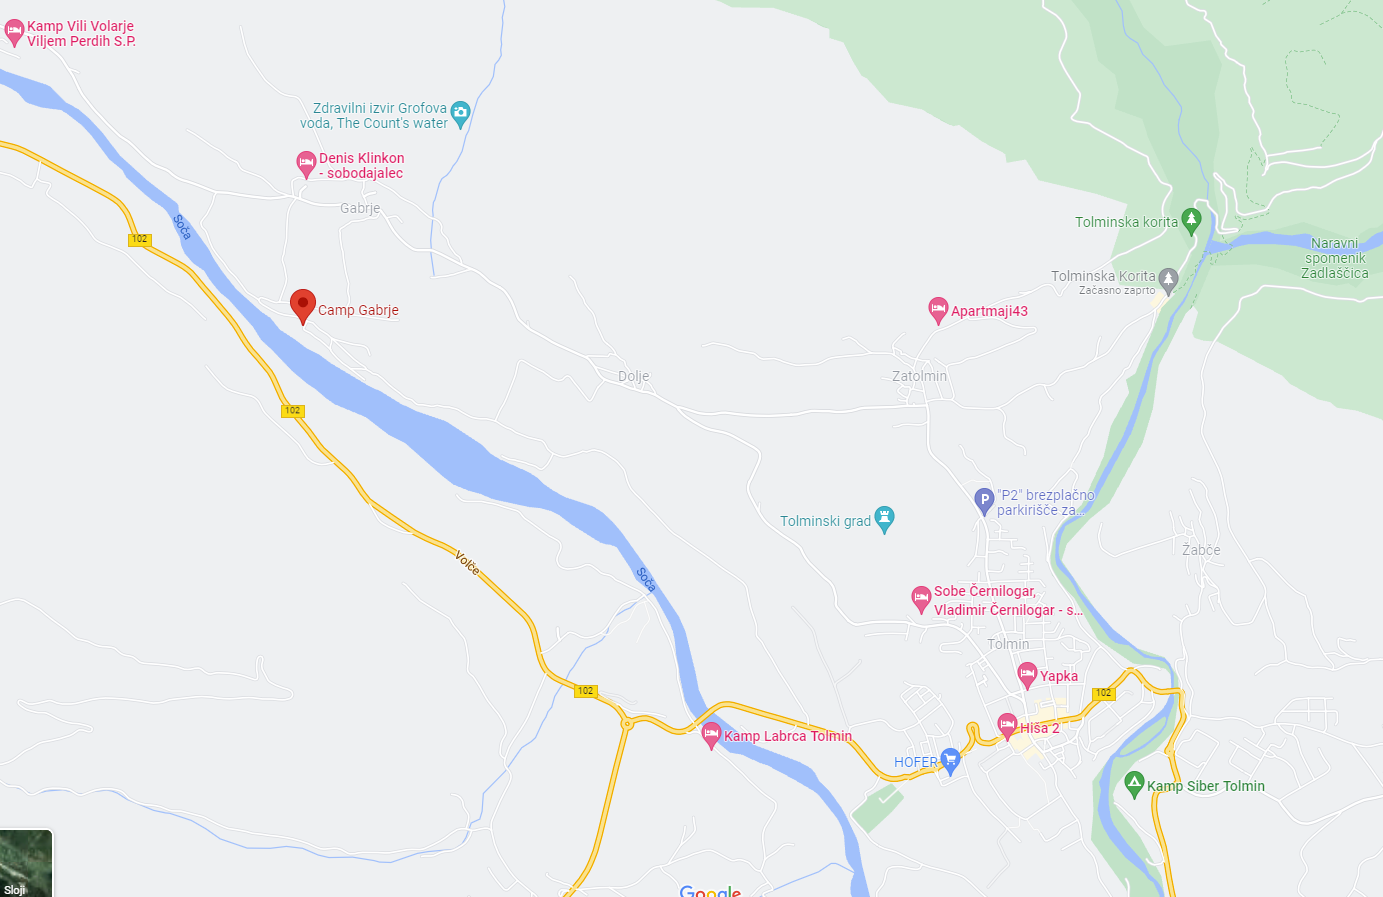 Kamp Vili Volarje
Viljem Perdih S.P.
Zdravilni izvir Grofova
voda, The Count's water
Denis Klinkon
- sobodajalec
Gabrje
Soča
102
Tolminska korita
Naravni
spomenik
Zadlaščica
Tolminska Korita
Začasno zaprto
Camp Gabrje
Apartmaji43
Dolje
Zatolmin
102
"P2" brezplačno
parkirišče za...
Tolminski grad
Žabče
Volče
Soča
Sobe Černilogar,
Vladimir Černilogar - s...
Tolmin
Yapka
102
102
Hiša 2
Kamp Labrca Tolmin
HOFER
Kamp Siber Tolmin
Sloji
Google